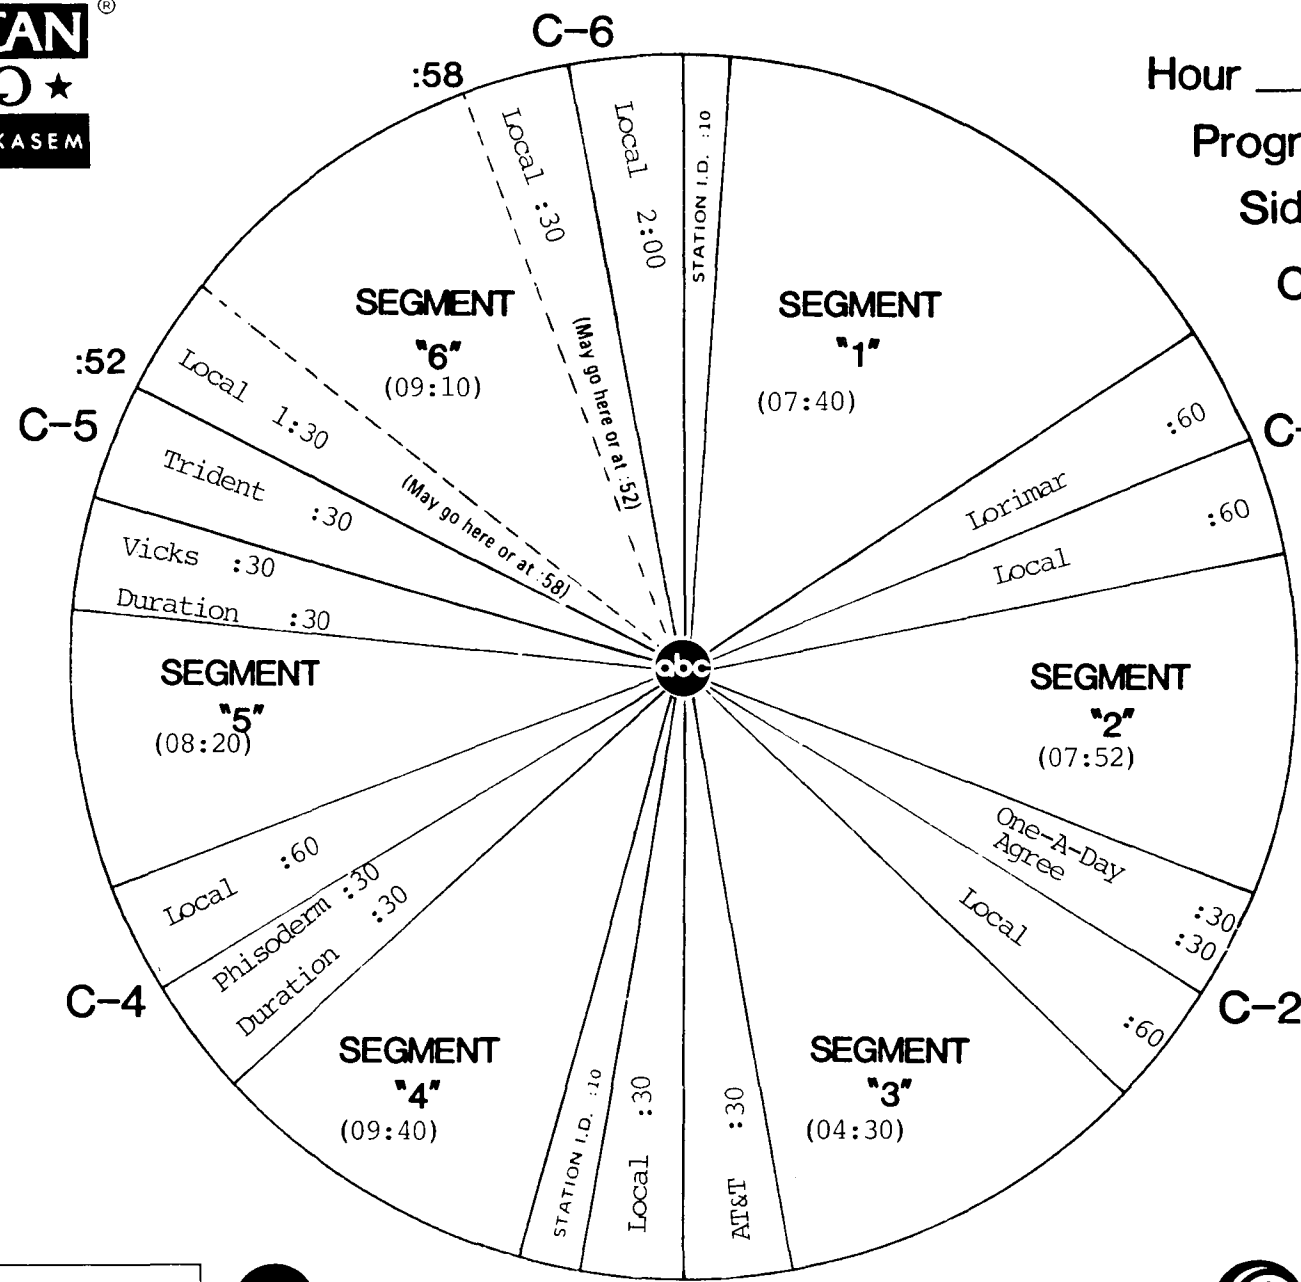 CAN ®
KASEM
C-6
:58
Hour
:52
C-5
C-4
C-2
STATION I.D. :10
SEGMENT
"1"
(07:40)
Lorimar :60
Local :60
SEGMENT
"2"
(07:52)
One-A-Day :30
Agree :30
Local :60
SEGMENT
"3"
(04:30)
AT&T :30
Local :30
STATION I.D. :10
SEGMENT
"4"
(09:40)
Duration :30
Phisoderm :30
Local :60
SEGMENT
"5"
(08:20)
Duration :30
Vicks :30
Trident :30
Local 1:30
(May go here or at :58)
SEGMENT
"6"
(09:10)
Local :30
(May go here or at :52)
Local 2:00
abc